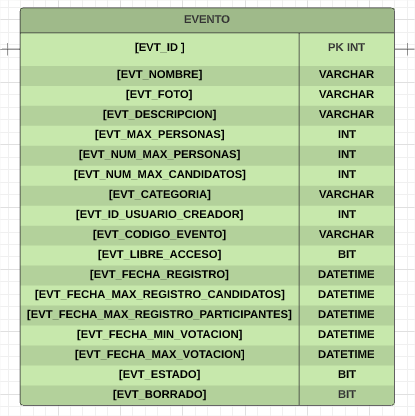 EVENTO
[EVT_ID ] PK INT
[EVT_NOMBRE] VARCHAR
[EVT_FOTO] VARCHAR
[EVT_DESCRIPCION] VARCHAR
[EVT_MAX_PERSONAS] INT
[EVT_NUM_MAX_PERSONAS] INT
[EVT_NUM_MAX_CANDIDATOS] INT
[EVT_CATEGORIA] VARCHAR
[EVT_ID_USUARIO_CREADOR] INT
[EVT_CODIGO_EVENTO] VARCHAR
[EVT_LIBRE_ACCESO] BIT
[EVT_FECHA_REGISTRO] DATETIME
[EVT_FECHA_MAX_REGISTRO_CANDIDATOS] DATETIME
[EVT_FECHA_MAX_REGISTRO_PARTICIPANTES] DATETIME
[EVT_FECHA_MIN_VOTACION] DATETIME
[EVT_FECHA_MAX_VOTACION] DATETIME
[EVT_ESTADO] BIT
[EVT_BORRADO] BIT